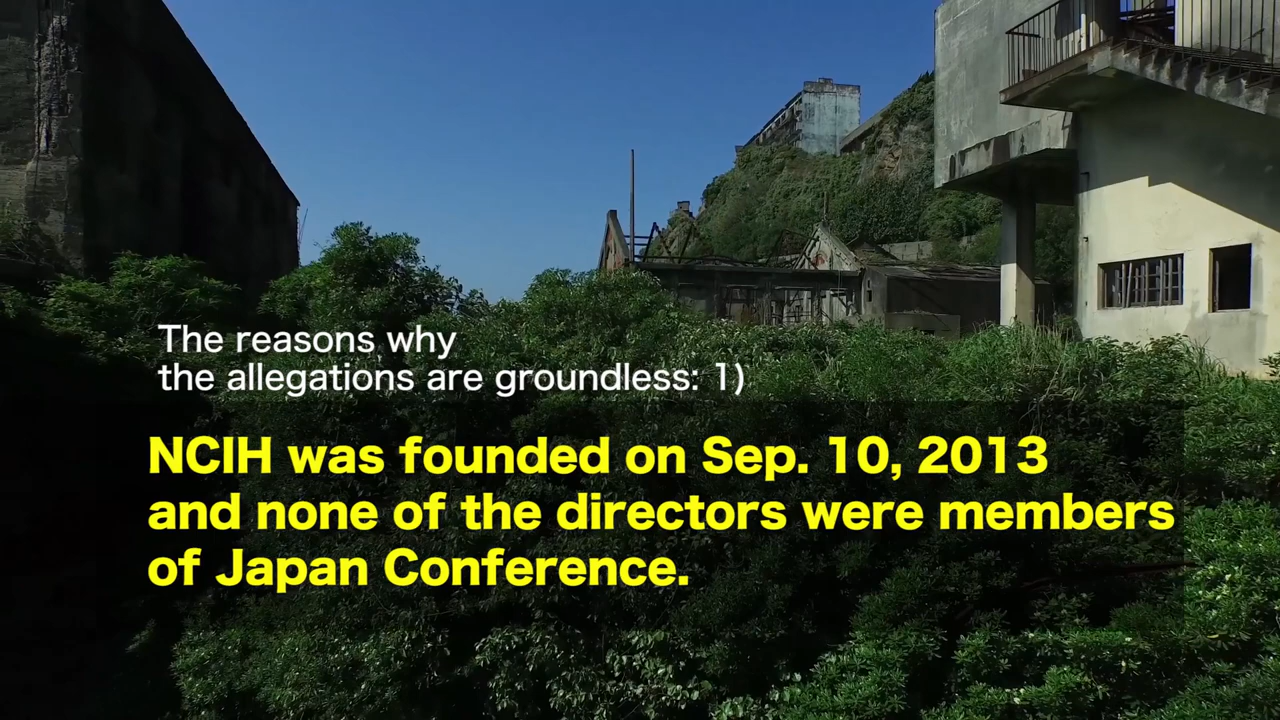 The reasons why
the allegations are groundless: 1)
NCIH was founded on Sep. 10, 2013
and none of the directors were members
of Japan Conference.